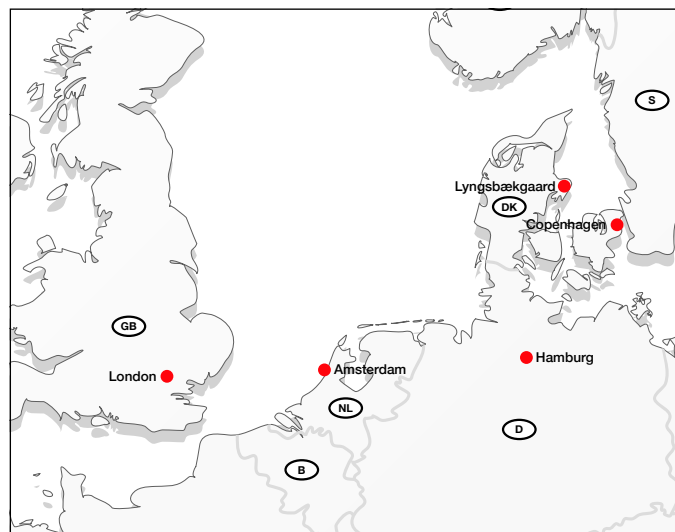 S
Lyngsbækgaard
DK
Copenhagen
GB
London
Amsterdam
Hamburg
NL
D
B